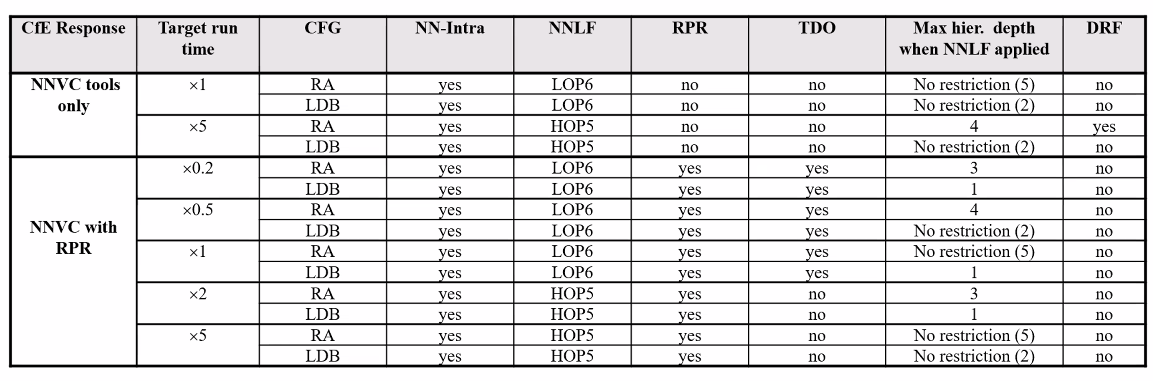 CfE Response Target run time CFG NN-Intra NNLF RPR TDO Max hier. depth when NNLF applied DRF
NNVC tools only ×1 RA yes LOP6 no no No restriction (5) no
LDB yes LOP6 no no No restriction (2) no
×5 RA yes HOP5 no no 4 yes
LDB yes HOP5 no no No restriction (2) no
NNVC with RPR ×0.2 RA yes LOP6 yes yes 3 no
LDB yes LOP6 yes yes 1 no
×0.5 RA yes LOP6 yes yes 4 no
LDB yes LOP6 yes yes No restriction (2) no
×1 RA yes LOP6 yes yes No restriction (5) no
LDB yes LOP6 yes yes 1 no
×2 RA yes HOP5 yes no 3 no
LDB yes HOP5 yes no 1 no
×5 RA yes HOP5 yes no No restriction (5) no
LDB yes HOP5 yes no No restriction (2) no